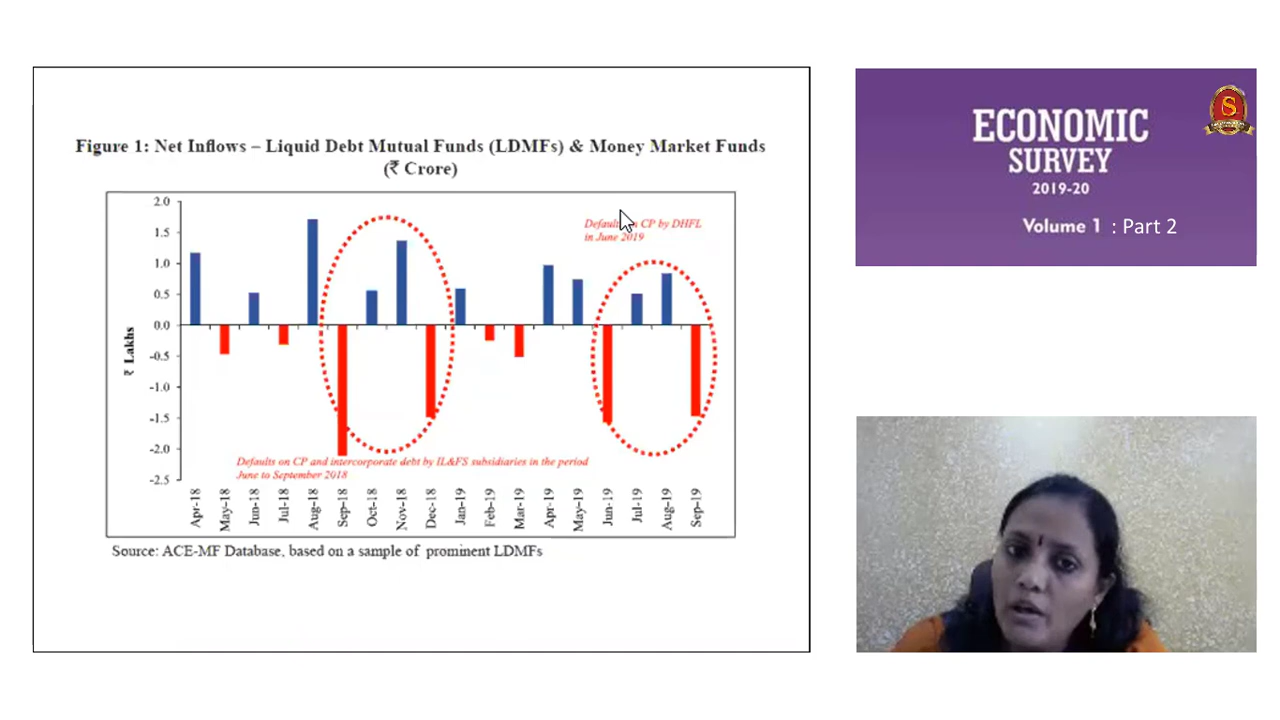 Figure 1: Net Inflows – Liquid Debt Mutual Funds (LDMFs) & Money Market Funds
(₹ Crore)
2.0
1.5
1.0
0.5
0.0
-0.5
-1.0
-1.5
-2.0
-2.5
₹ Lakhs
Defaults on CP by DHFL
in June 2019
Defaults on CP and intercorporate debt by IL&FS subsidiaries in the period
June to September 2018
Apr-18
May-18
Jun-18
Jul-18
Aug-18
Sep-18
Oct-18
Nov-18
Dec-18
Jan-19
Feb-19
Mar-19
Apr-19
May-19
Jun-19
Jul-19
Aug-19
Sep-19
Source: ACE-MF Database, based on a sample of prominent LDMFs
ECONOMIC
SURVEY
2019-20
Volume 1 : Part 2
S